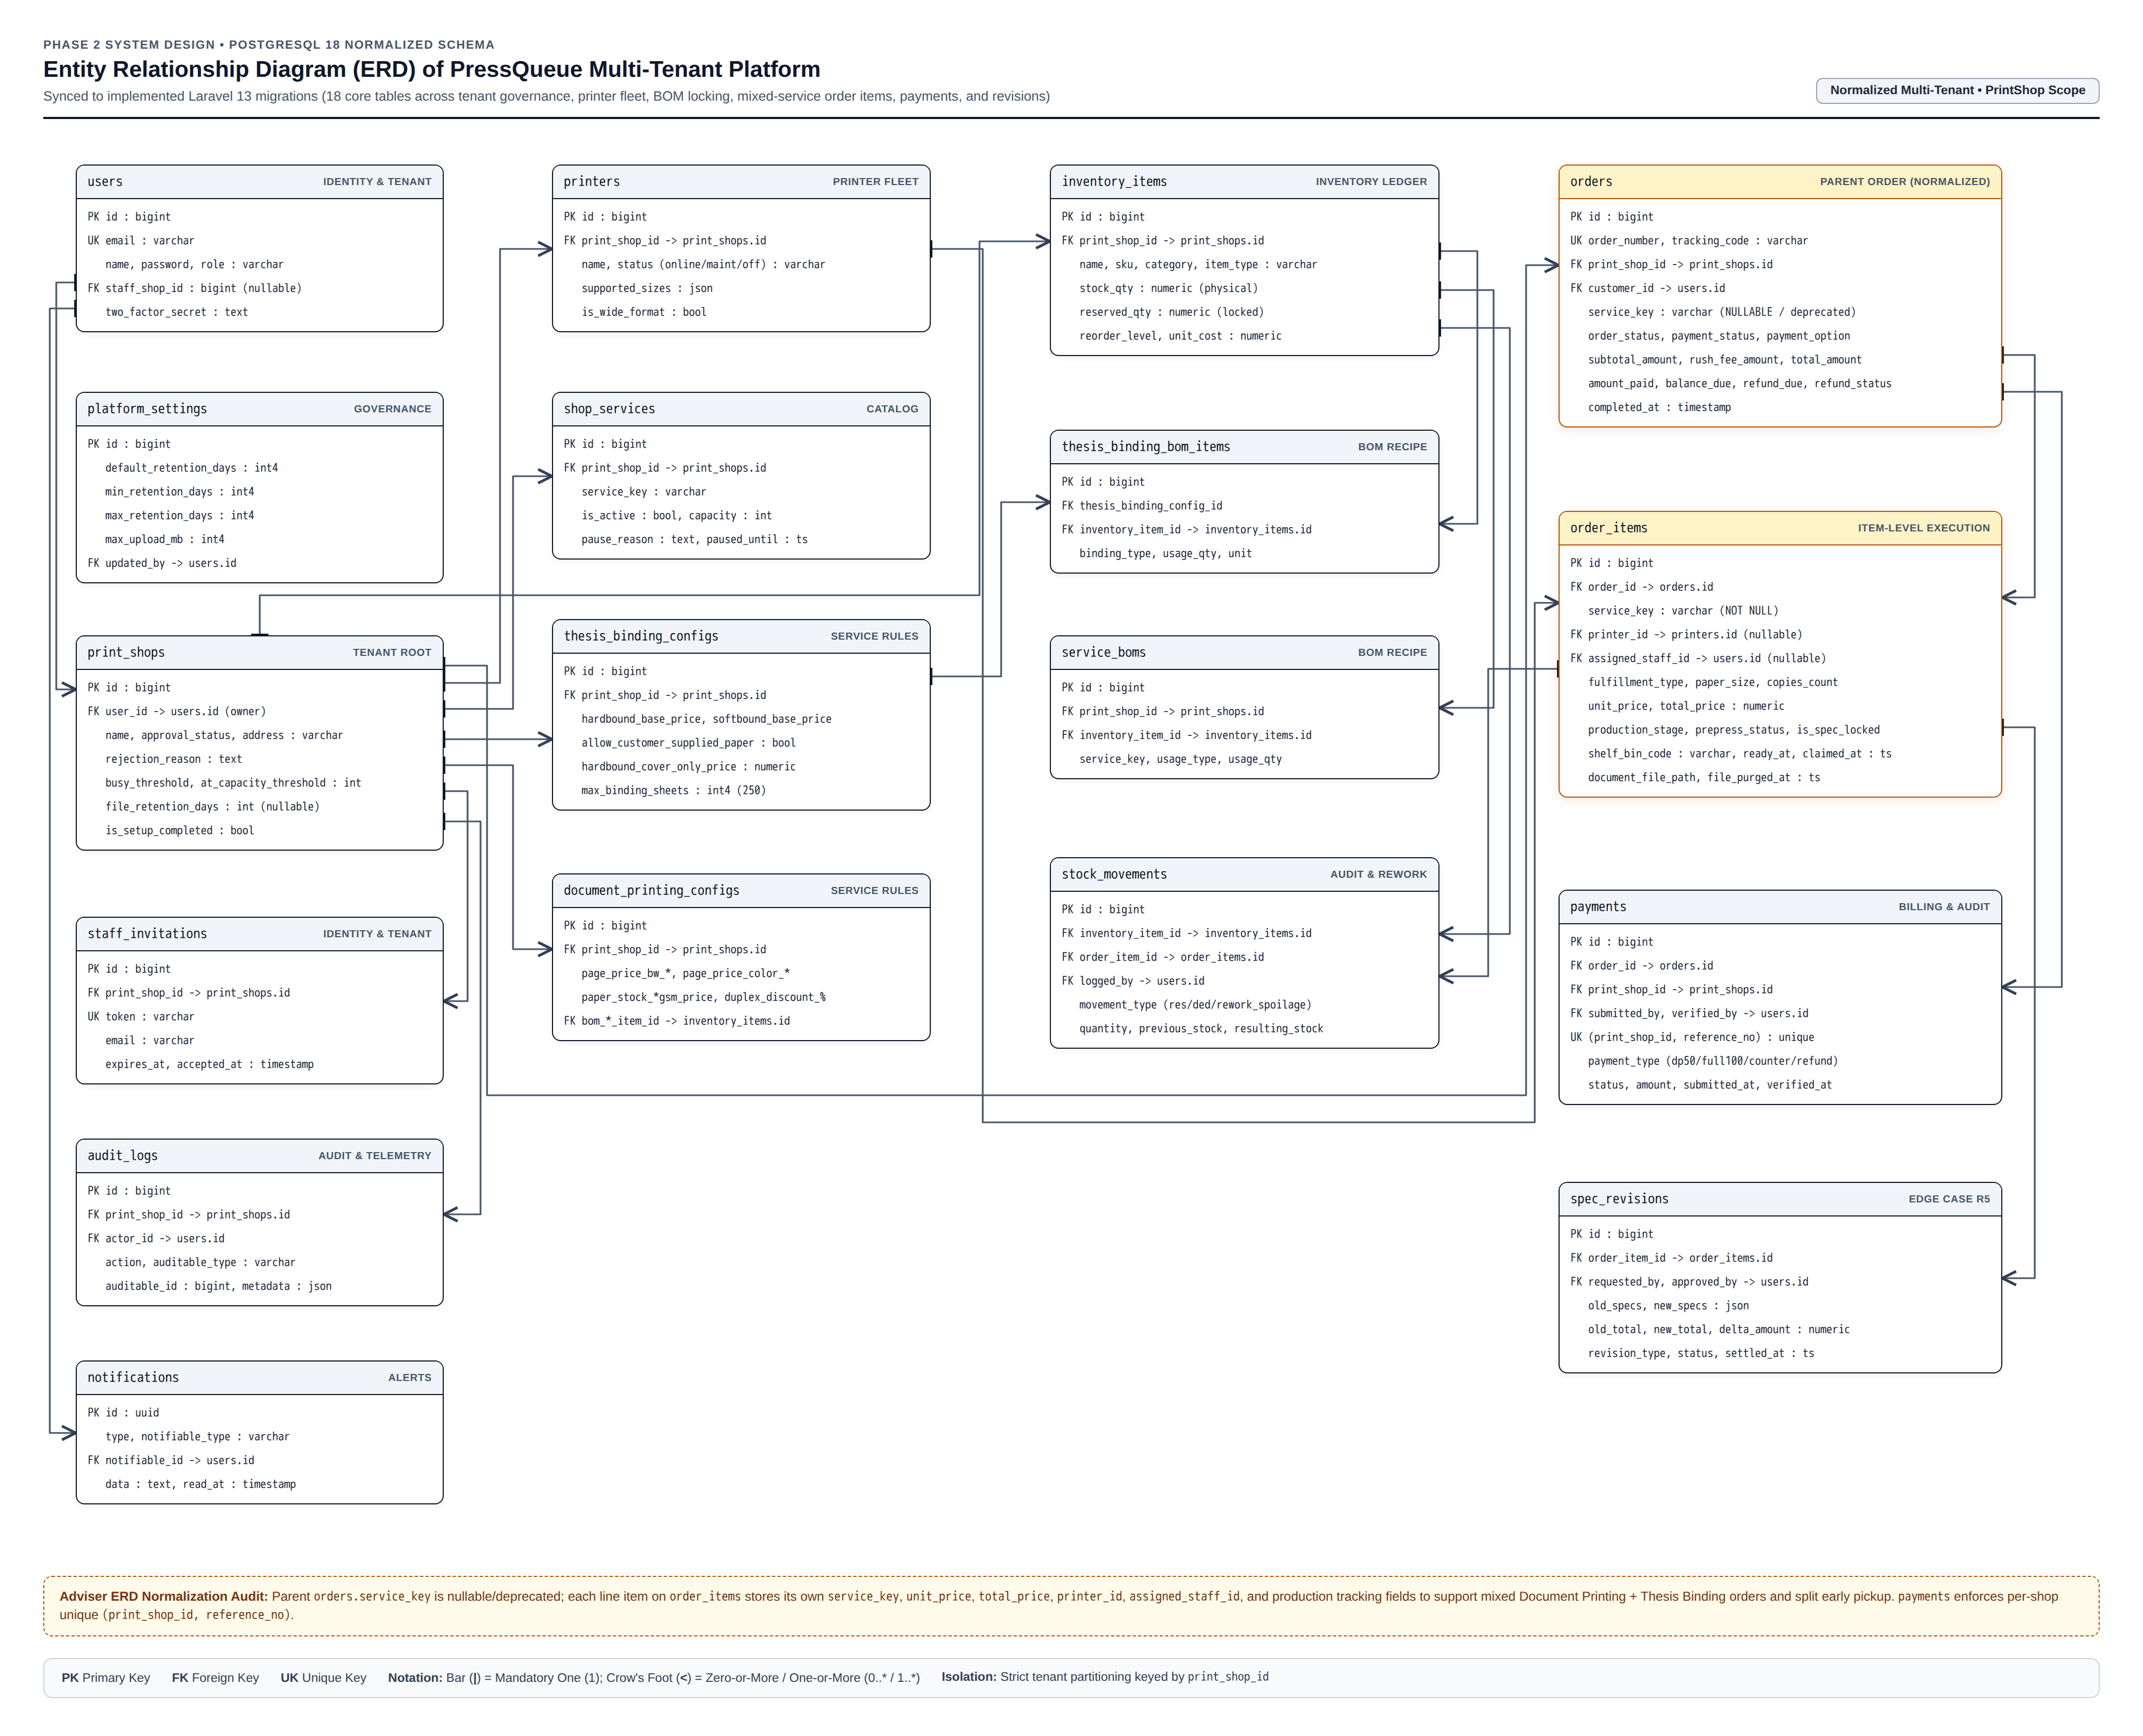 PHASE 2 SYSTEM DESIGN • POSTGRESQL 18 NORMALIZED SCHEMA
Entity Relationship Diagram (ERD) of PressQueue Multi-Tenant Platform
Synced to implemented Laravel 13 migrations (18 core tables across tenant governance, printer fleet, BOM locking, mixed-service order items, payments, and revisions)
Normalized Multi-Tenant • PrintShop Scope
users IDENTITY & TENANT
PK id : bigint
UK email : varchar
name, password, role : varchar
FK staff_shop_id : bigint (nullable)
two_factor_secret : text
platform_settings GOVERNANCE
PK id : bigint
default_retention_days : int4
min_retention_days : int4
max_retention_days : int4
max_upload_mb : int4
FK updated_by -> users.id
print_shops TENANT ROOT
PK id : bigint
FK user_id -> users.id (owner)
name, approval_status, address : varchar
rejection_reason : text
busy_threshold, at_capacity_threshold : int
file_retention_days : int (nullable)
is_setup_completed : bool
staff_invitations IDENTITY & TENANT
PK id : bigint
FK print_shop_id -> print_shops.id
UK token : varchar
email : varchar
expires_at, accepted_at : timestamp
audit_logs AUDIT & TELEMETRY
PK id : bigint
FK print_shop_id -> print_shops.id
FK actor_id -> users.id
action, auditable_type : varchar
auditable_id : bigint, metadata : json
notifications ALERTS
PK id : uuid
type, notifiable_type : varchar
FK notifiable_id -> users.id
data : text, read_at : timestamp
printers PRINTER FLEET
PK id : bigint
FK print_shop_id -> print_shops.id
name, status (online/maint/off) : varchar
supported_sizes : json
is_wide_format : bool
shop_services CATALOG
PK id : bigint
FK print_shop_id -> print_shops.id
service_key : varchar
is_active : bool, capacity : int
pause_reason : text, paused_until : ts
thesis_binding_configs SERVICE RULES
PK id : bigint
FK print_shop_id -> print_shops.id
hardbound_base_price, softbound_base_price
allow_customer_supplied_paper : bool
hardbound_cover_only_price : numeric
max_binding_sheets : int4 (250)
document_printing_configs SERVICE RULES
PK id : bigint
FK print_shop_id -> print_shops.id
page_price_bw_*, page_price_color_*
paper_stock_*gsm_price, duplex_discount_%
FK bom_*_item_id -> inventory_items.id
inventory_items INVENTORY LEDGER
PK id : bigint
FK print_shop_id -> print_shops.id
name, sku, category, item_type : varchar
stock_qty : numeric (physical)
reserved_qty : numeric (locked)
reorder_level, unit_cost : numeric
thesis_binding_bom_items BOM RECIPE
PK id : bigint
FK thesis_binding_config_id
FK inventory_item_id -> inventory_items.id
binding_type, usage_qty, unit
service_boms BOM RECIPE
PK id : bigint
FK print_shop_id -> print_shops.id
FK inventory_item_id -> inventory_items.id
service_key, usage_type, usage_qty
stock_movements AUDIT & REWORK
PK id : bigint
FK inventory_item_id -> inventory_items.id
FK order_item_id -> order_items.id
FK logged_by -> users.id
movement_type (res/ded/rework_spoilage)
quantity, previous_stock, resulting_stock
orders PARENT ORDER (NORMALIZED)
PK id : bigint
UK order_number, tracking_code : varchar
FK print_shop_id -> print_shops.id
FK customer_id -> users.id
service_key : varchar (NULLABLE / deprecated)
order_status, payment_status, payment_option
subtotal_amount, rush_fee_amount, total_amount
amount_paid, balance_due, refund_due, refund_status
completed_at : timestamp
order_items ITEM-LEVEL EXECUTION
PK id : bigint
FK order_id -> orders.id
service_key : varchar (NOT NULL)
FK printer_id -> printers.id (nullable)
FK assigned_staff_id -> users.id (nullable)
fulfillment_type, paper_size, copies_count
unit_price, total_price : numeric
production_stage, prepress_status, is_spec_locked
shelf_bin_code : varchar, ready_at, claimed_at : ts
document_file_path, file_purged_at : ts
payments BILLING & AUDIT
PK id : bigint
FK order_id -> orders.id
FK print_shop_id -> print_shops.id
FK submitted_by, verified_by -> users.id
UK (print_shop_id, reference_no) : unique
payment_type (dp50/full100/counter/refund)
status, amount, submitted_at, verified_at
spec_revisions EDGE CASE R5
PK id : bigint
FK order_item_id -> order_items.id
FK requested_by, approved_by -> users.id
old_specs, new_specs : json
old_total, new_total, delta_amount : numeric
revision_type, status, settled_at : ts
Adviser ERD Normalization Audit: Parent orders.service_key is nullable/deprecated; each line item on order_items stores its own service_key, unit_price, total_price, printer_id, assigned_staff_id, and production tracking fields to support mixed Document Printing + Thesis Binding orders and split early pickup. payments enforces per-shop
unique (print_shop_id, reference_no).
PK Primary Key FK Foreign Key UK Unique Key Notation: Bar (|) = Mandatory One (1); Crow's Foot (<) = Zero-or-More / One-or-More (0..* / 1..*) Isolation: Strict tenant partitioning keyed by print_shop_id